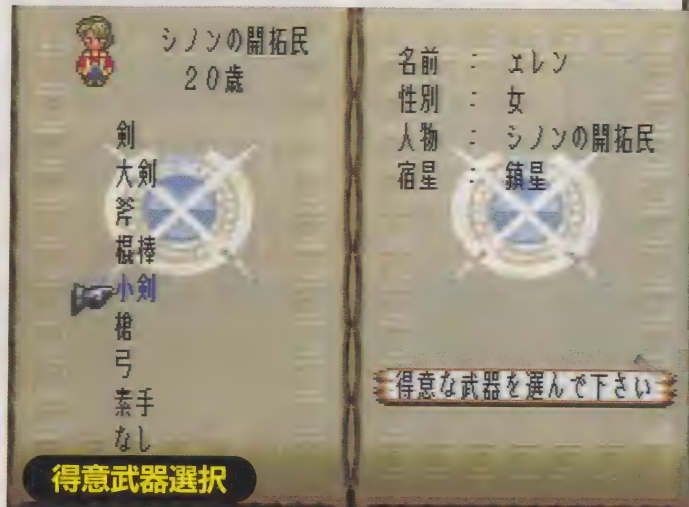 シノンの開拓民
20歳
剣
大剣
斧
棍棒
小剣
槍
弓
素手
なし
名前 : エレン
性別 : 女
人物 : シノンの開拓民
宿星 : 鎮星
得意な武器を選んで下さい
得意武器選択